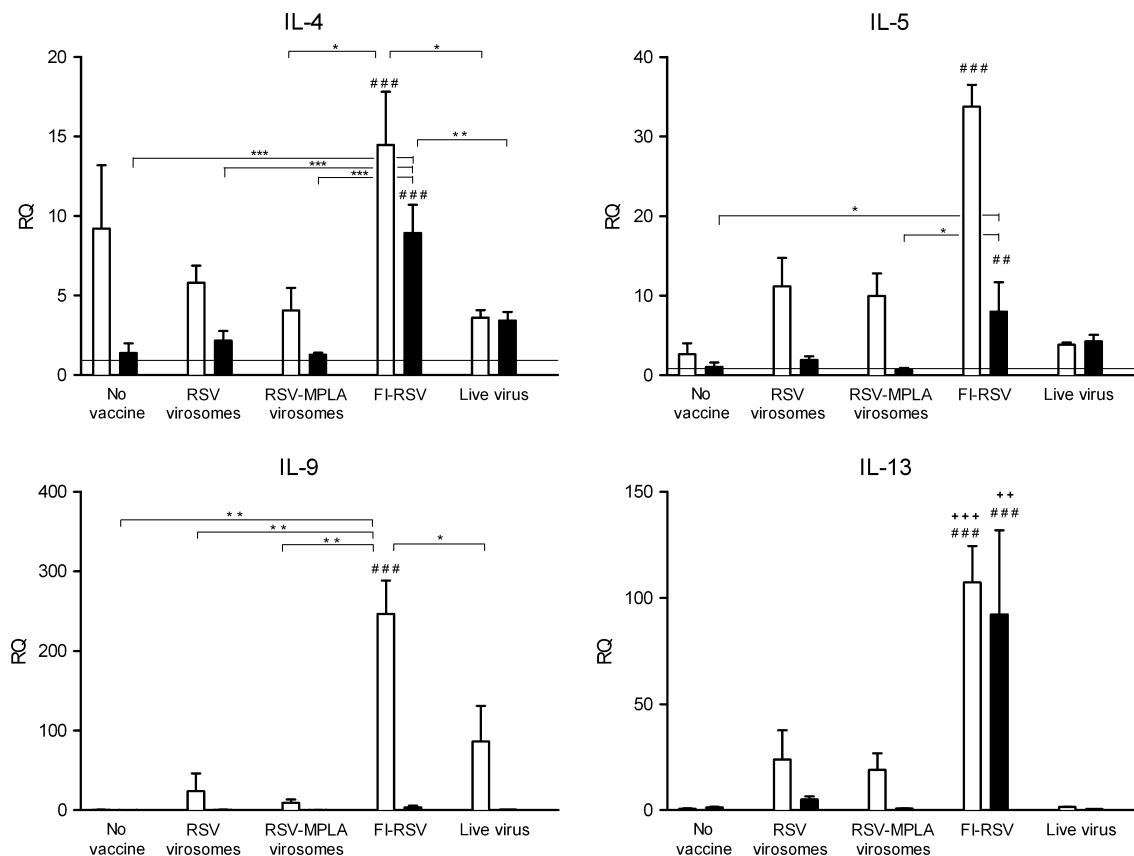 IL-4
* *
20
###
15
* *
***
***
***
###
RQ
10
5
0
No vaccine
RSV virosomes
RSV-MPLA virosomes
FI-RSV
Live virus
IL-5
40
###
30
RQ
20
*
*
##
10
0
No vaccine
RSV virosomes
RSV-MPLA virosomes
FI-RSV
Live virus
IL-9
400
* *
* *
* *
*
300
###
RQ
200
100
0
No vaccine
RSV virosomes
RSV-MPLA virosomes
FI-RSV
Live virus
IL-13
150
++
+++
###
###
100
RQ
50
0
No vaccine
RSV virosomes
RSV-MPLA virosomes
FI-RSV
Live virus